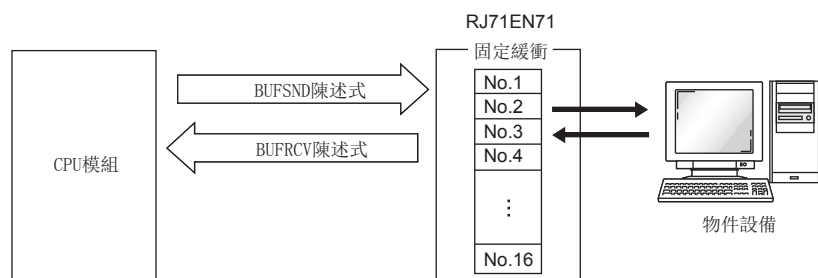 RJ71EN71
固定緩衝
No.1
BUFSND陳述式
No.2
No.3
BUFRCV陳述式
No.4
CPU模組
⋮
物件設備
No.16